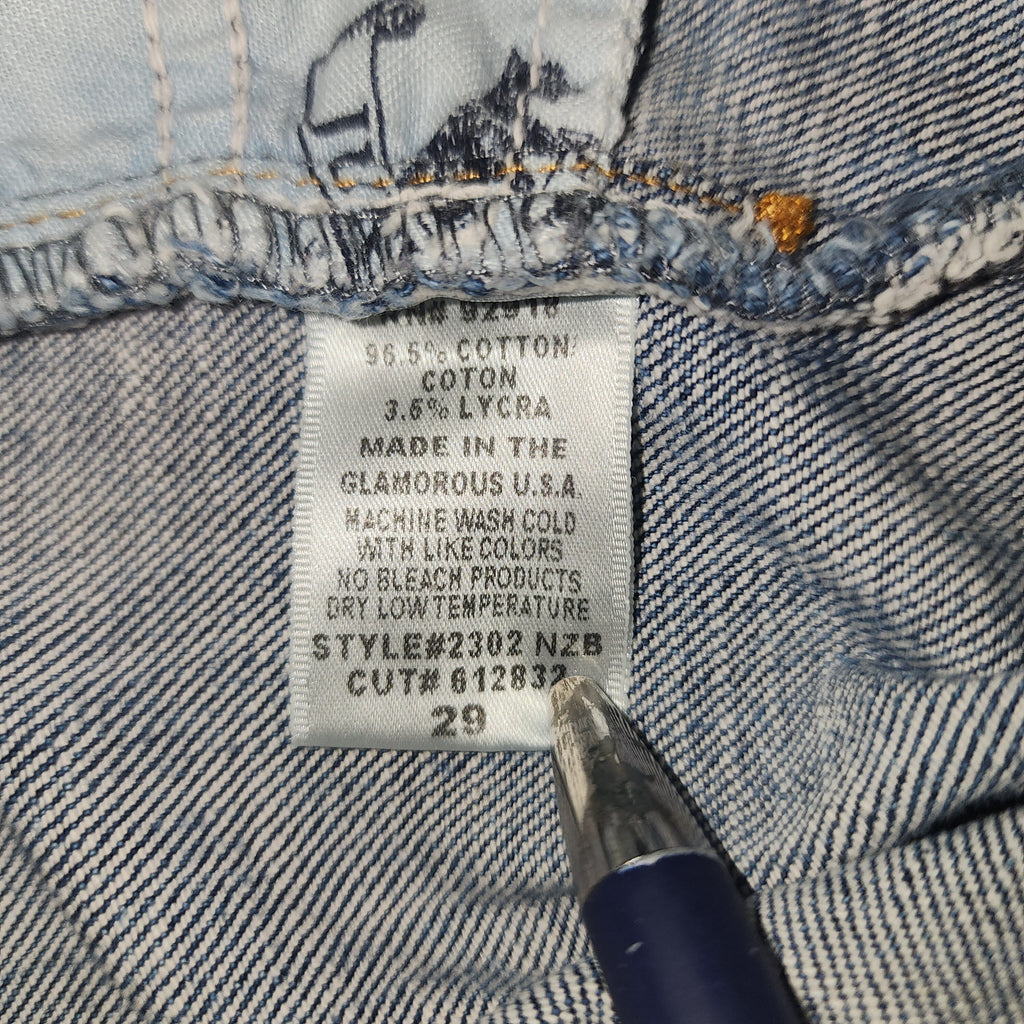 96.5% COTTON/
COTON
3.5% LYCRA
MADE IN THE
GLAMOROUS U.S.A.
MACHINE WASH COLD
WITH LIKE COLORS
NO BLEACH PRODUCTS
DRY LOW TEMPERATURE
STYLE#2302 NZB
CUT# 612832
29